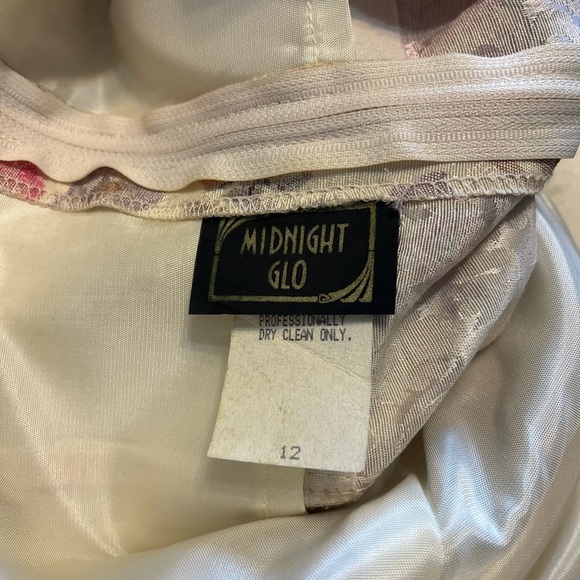 MIDNIGHT
GLO
PROFESSIONALLY
DRY CLEAN ONLY.
12